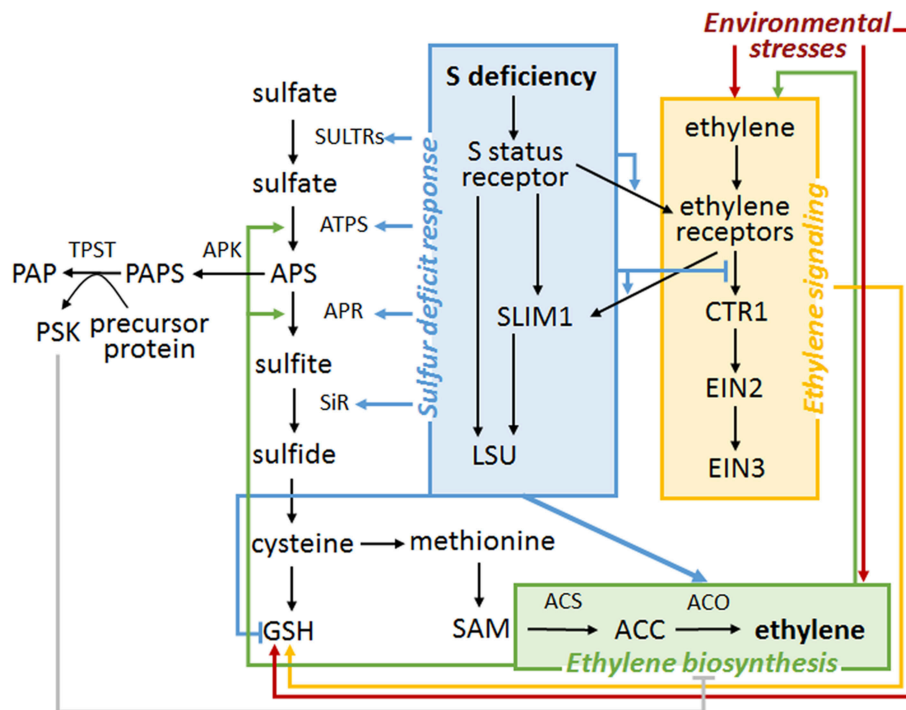 Environmental
stresses
S deficiency
sulfate
SULTRs
S status
receptor
ethylene
sulfate
ATPS
ethylene
receptors
TPST
APK
PAP
PAPS
APS
Sulfur deficit response
Ethylene signaling
PSK
precursor
protein
APR
SLIM1
CTR1
sulfite
SiR
EIN2
sulfide
LSU
EIN3
cysteine
methionine
ACS
ACO
GSH
SAM
ACC
ethylene
Ethylene biosynthesis